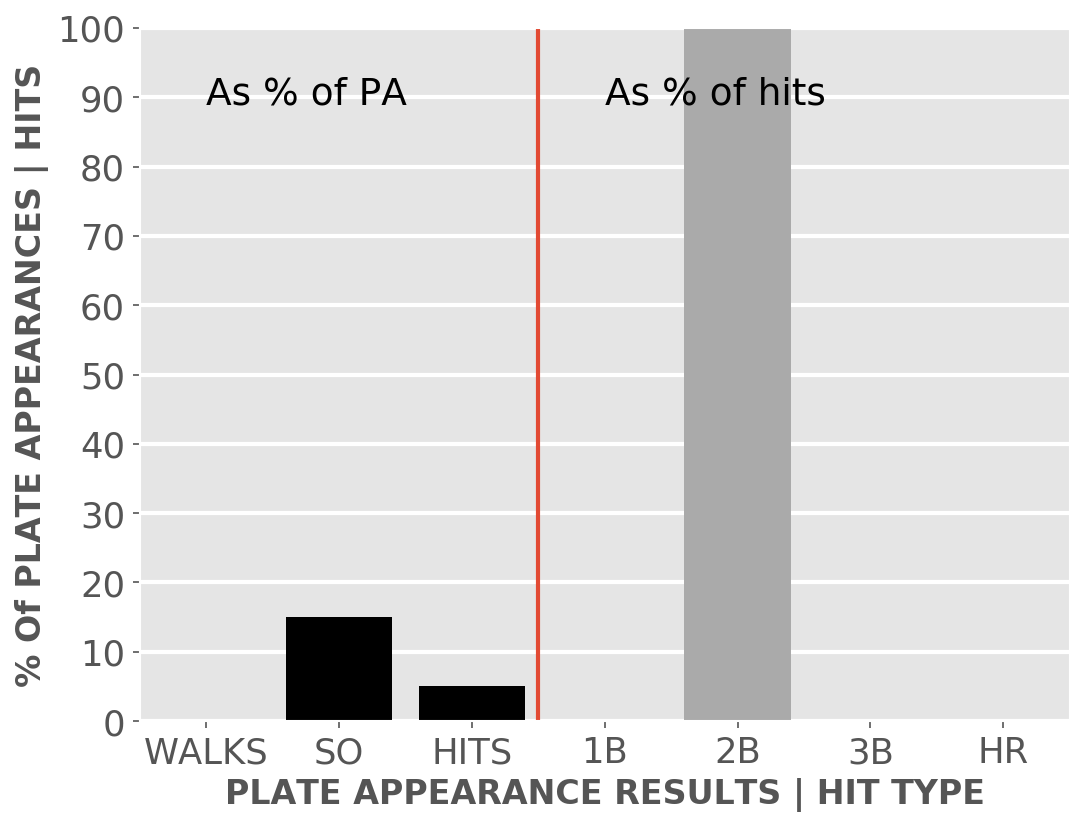 % Of PLATE APPEARANCES | HITS
100
90
80
70
60
50
40
30
20
10
0
As % of PA
As % of hits
WALKS SO HITS 1B 2B 3B HR
PLATE APPEARANCE RESULTS | HIT TYPE